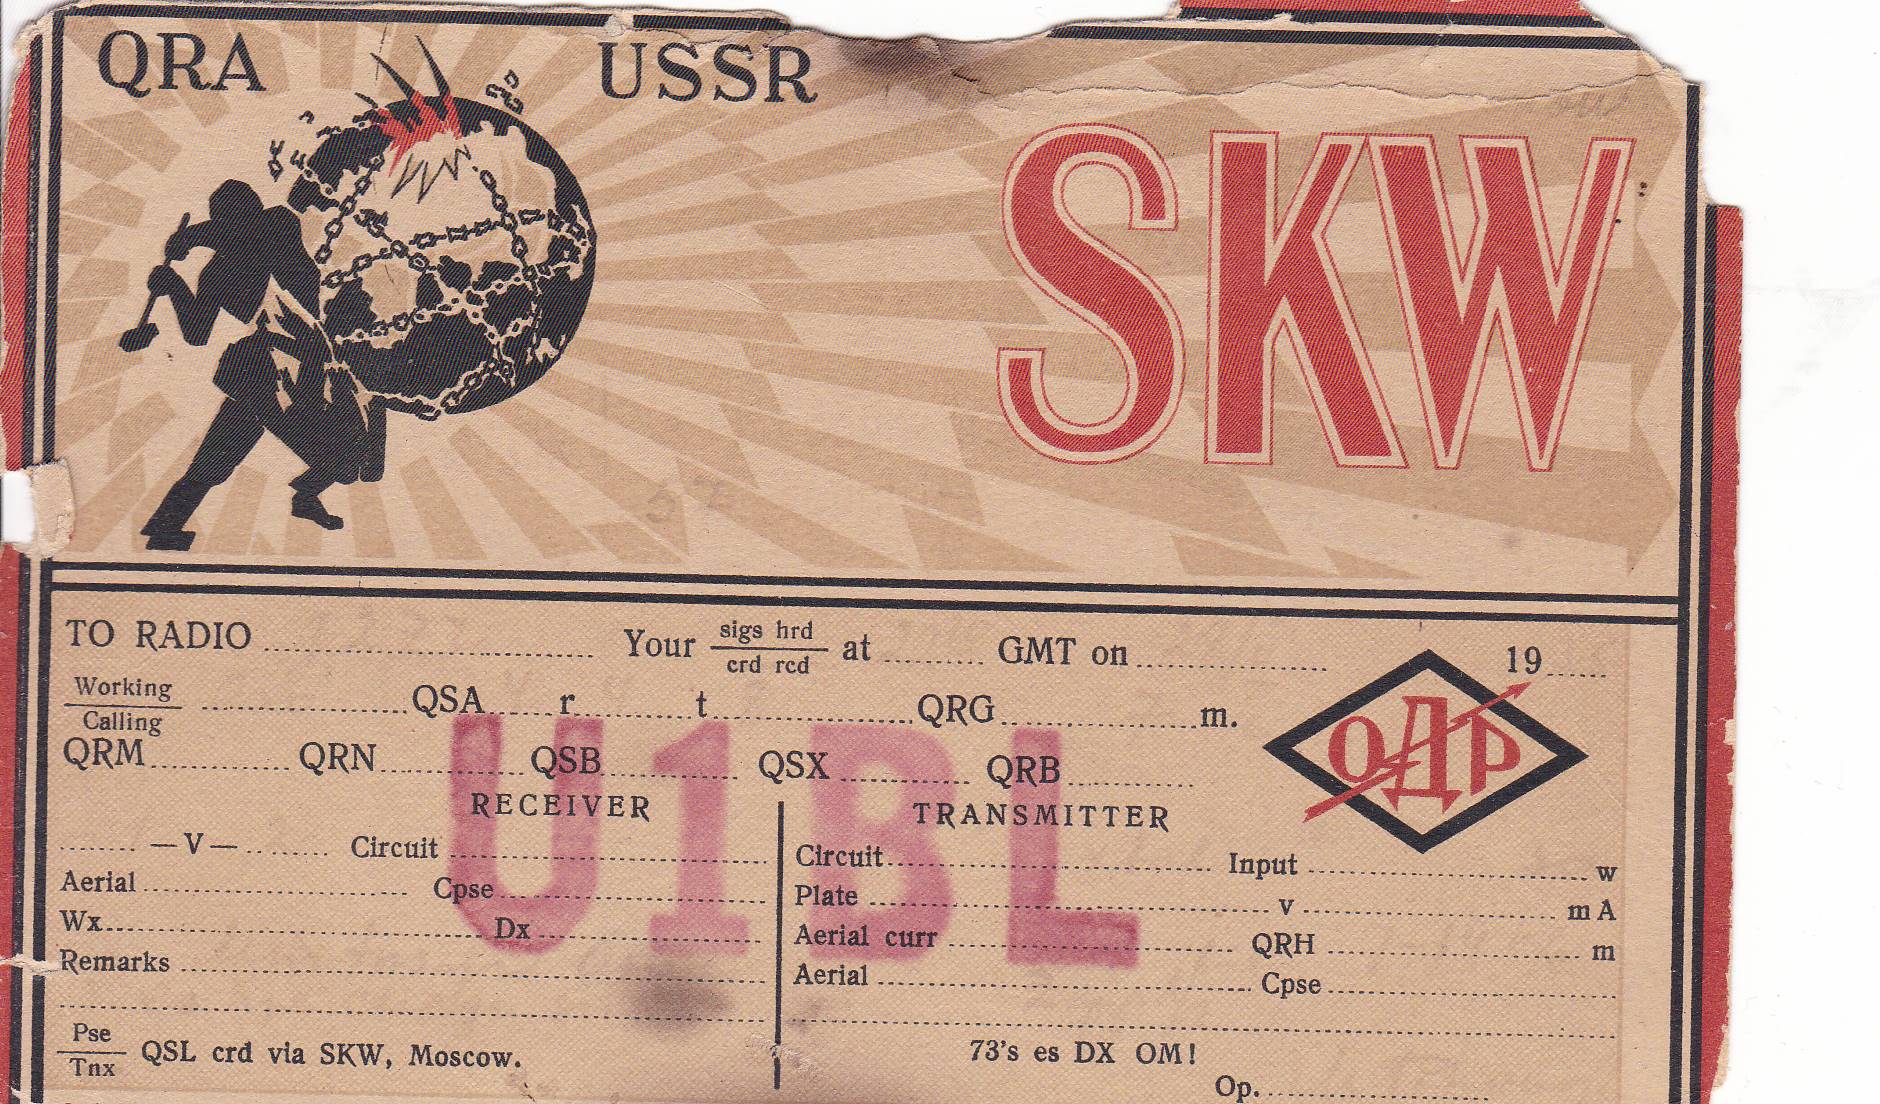 QRA USSR
SKW
TO RADIO Your sigs hrd / crd rcd at GMT on 19
Working / Calling QSA r t QRG m.
ОДР
QRM QRN QSB QSX QRB
U1BL
RECEIVER TRANSMITTER
—V— Circuit Circuit Input w
Aerial Cpse Plate v mA
Wx Dx Aerial curr QRH m
Remarks Aerial Cpse
Pse / Tnx QSL crd via SKW, Moscow. 73's es DX OM!
Op.